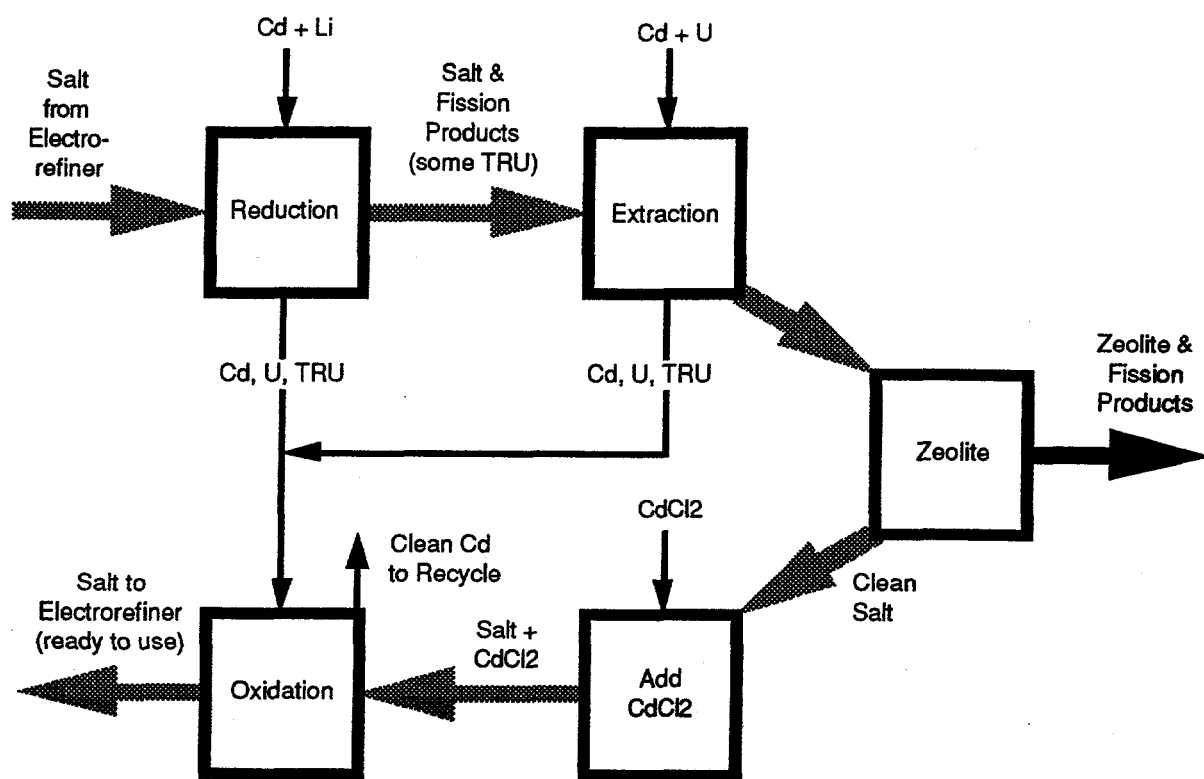 Cd + Li
Cd + U
Salt
from
Electro-
refiner
Salt &
Fission
Products
(some TRU)
Reduction
Extraction
Cd, U, TRU
Cd, U, TRU
Zeolite &
Fission
Products
Zeolite
CdCl2
Clean Cd
to Recycle
Clean
Salt
Salt to
Electrorefiner
(ready to use)
Salt +
CdCl2
Oxidation
Add
CdCl2